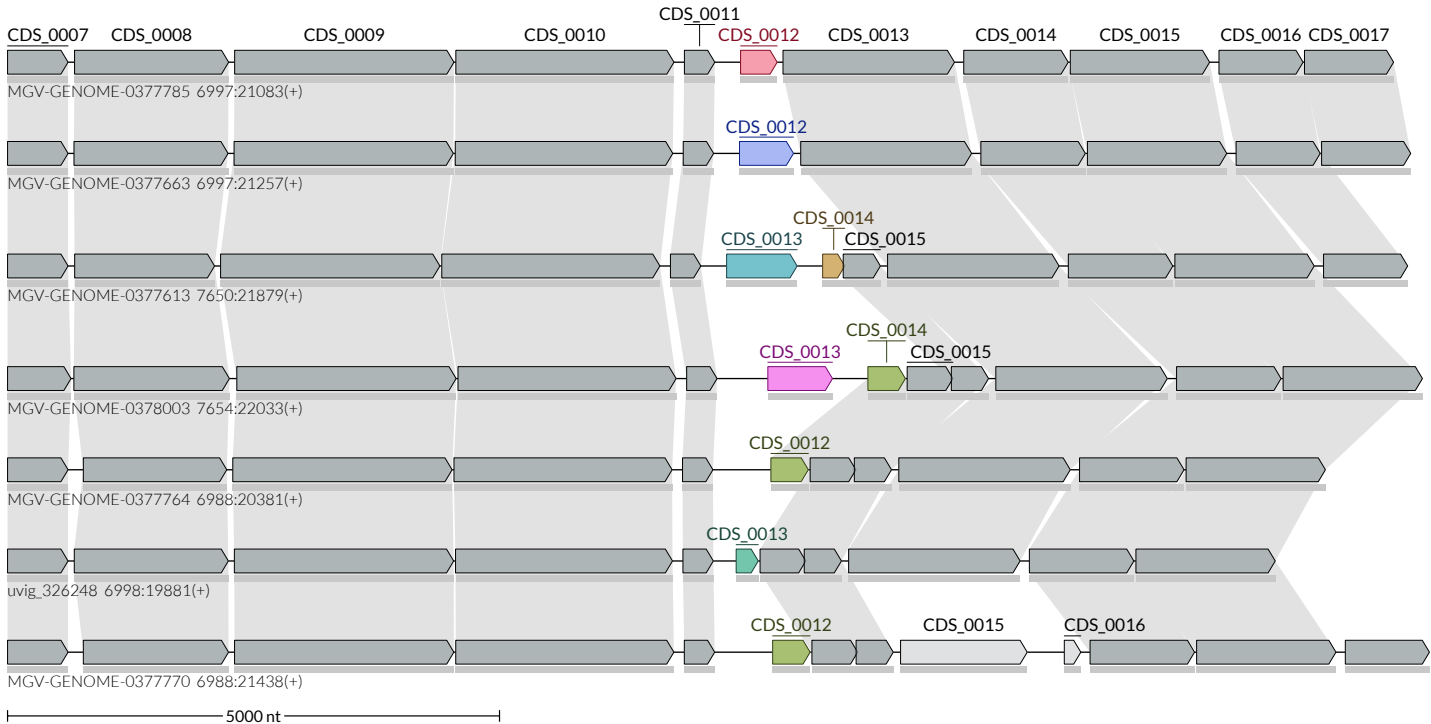 CDS_0011
CDS_0007 CDS_0008 CDS_0009 CDS_0010 CDS_0012 CDS_0013 CDS_0014 CDS_0015 CDS_0016 CDS_0017
MGV-GENOME-0377785 6997:21083(+)
CDS_0012
MGV-GENOME-0377663 6997:21257(+)
CDS_0014
CDS_0013 CDS_0015
MGV-GENOME-0377613 7650:21879(+)
CDS_0014
CDS_0013 CDS_0015
MGV-GENOME-0378003 7654:22033(+)
CDS_0012
MGV-GENOME-0377764 6988:20381(+)
CDS_0013
uvig_326248 6998:19881(+)
CDS_0012 CDS_0015 CDS_0016
MGV-GENOME-0377770 6988:21438(+)
5000 nt